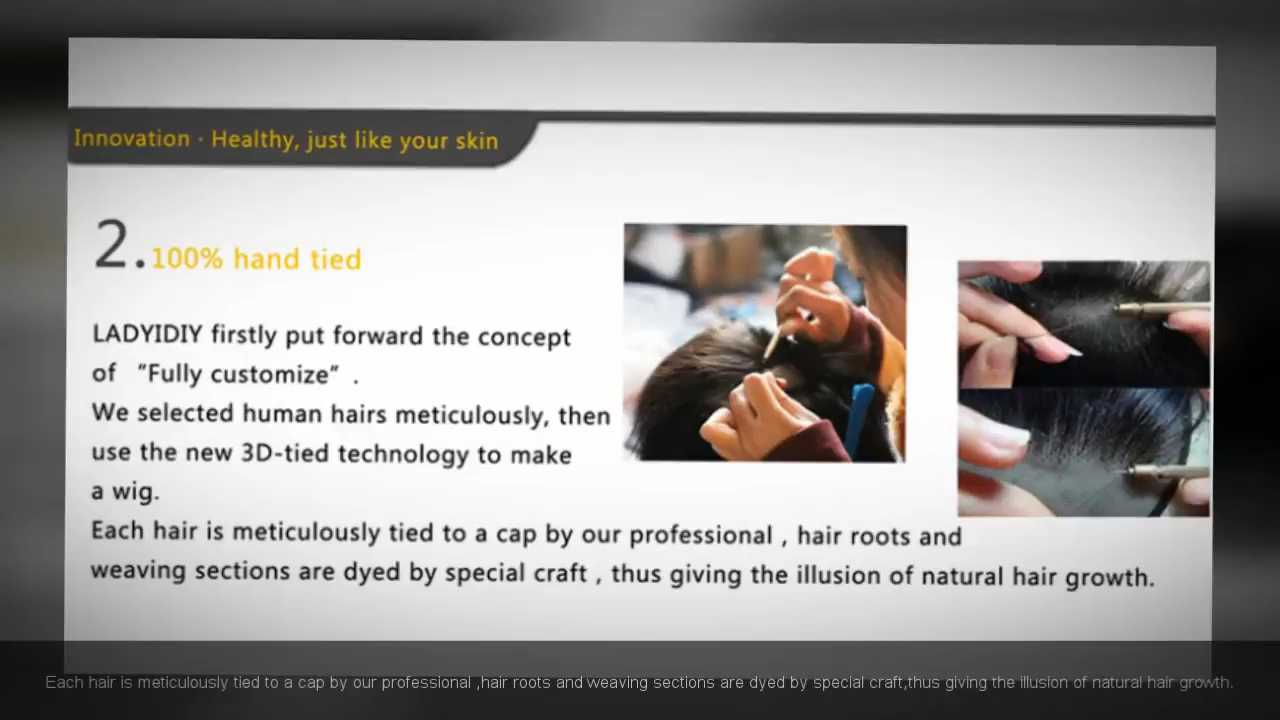 Innovation · Healthy, just like your skin
2.100% hand tied
LADYIDIY firstly put forward the concept
of "Fully customize" .
We selected human hairs meticulously, then
use the new 3D-tied technology to make
a wig.
Each hair is meticulously tied to a cap by our professional , hair roots and
weaving sections are dyed by special craft , thus giving the illusion of natural hair growth.
Each hair is meticulously tied to a cap by our professional ,hair roots and weaving sections are dyed by special craft,thus giving the illusion of natural hair growth.